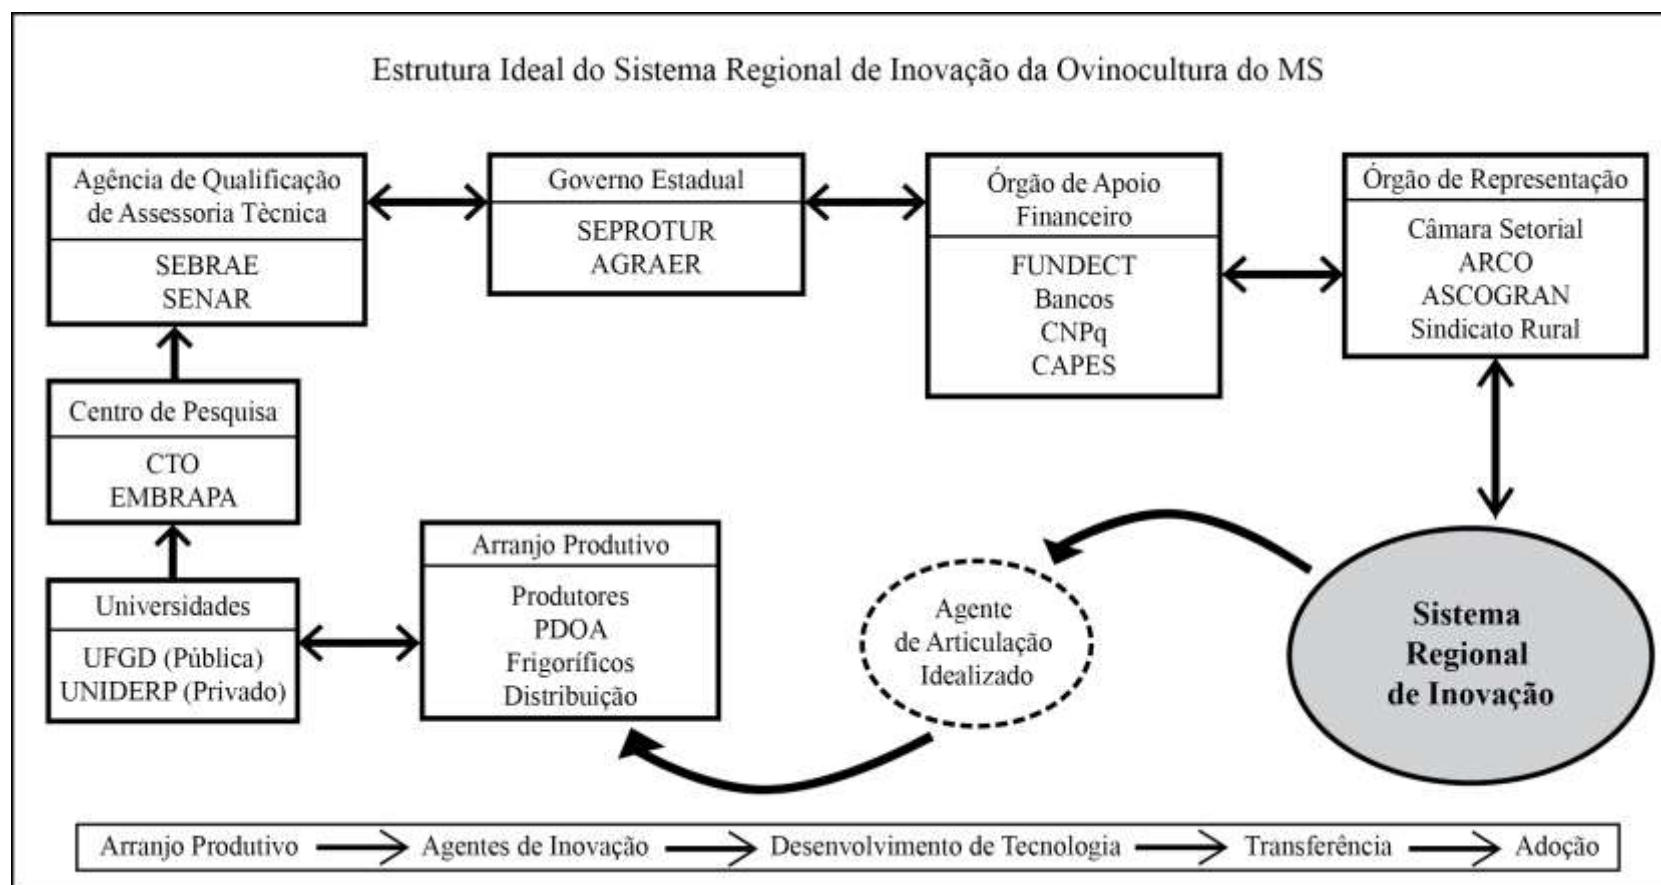 Estrutura Ideal do Sistema Regional de Inovação da Ovinocultura do MS
Agência de Qualificação
de Assessoria Tècnica
SEBRAE
SENAR
Governo Estadual
SEPROTUR
AGRAER
Órgão de Apoio
Financeiro
FUNDECT
Bancos
CNPq
CAPES
Órgão de Representação
Câmara Setorial
ARCO
ASCOGRAN
Sindicato Rural
Centro de Pesquisa
CTO
EMBRAPA
Universidades
UFGD (Pública)
UNIDERP (Privado)
Arranjo Produtivo
Produtores
PDOA
Frigoríficos
Distribuição
Agente
de Articulação
Idealizado
Sistema
Regional
de Inovação
Arranjo Produtivo Agentes de Inovação Desenvolvimento de Tecnologia Transferência Adoção